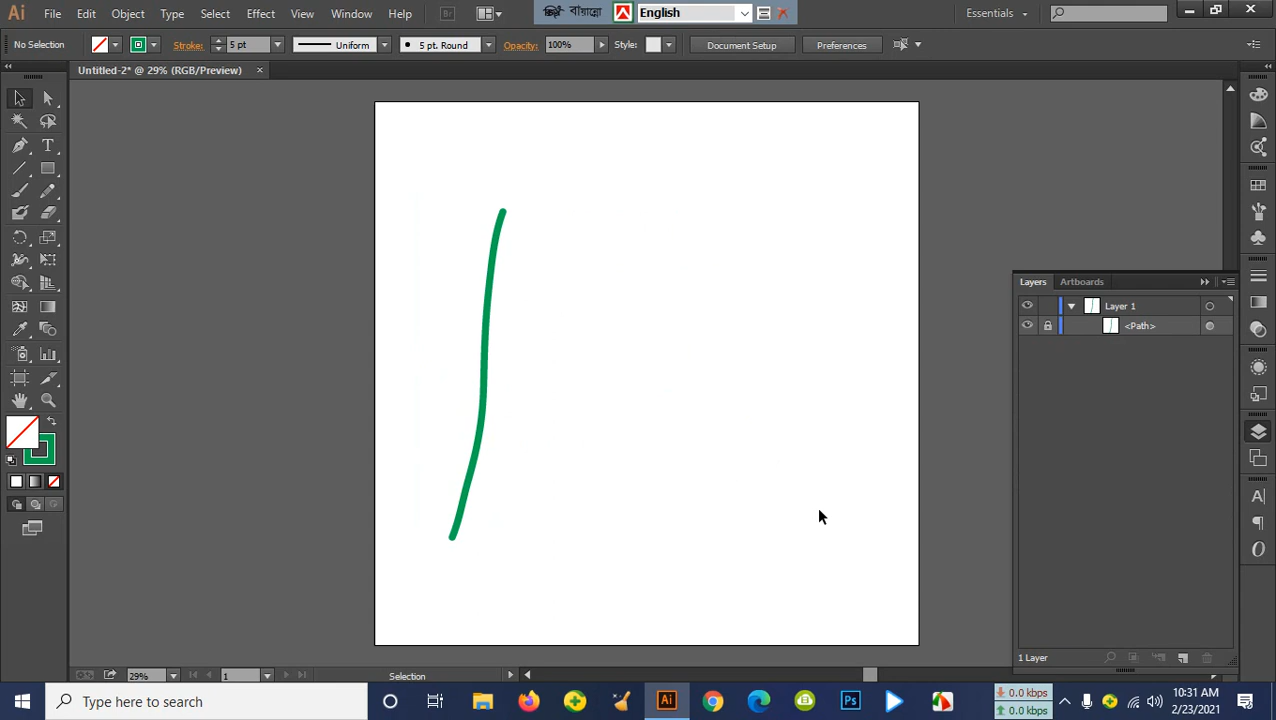 Ai File Edit Object Type Select Effect View Window Help Br বাংলা English Essentials
No Selection Stroke: 5 pt Uniform 5 pt. Round Opacity: 100% Style: Document Setup Preferences
Untitled-2* @ 29% (RGB/Preview)
Layers Artboards
Layer 1
<Path>
1 Layer
29% 1 Selection
Type here to search Ai Ps 0.0 kbps 0.0 kbps 10:31 AM 2/23/2021